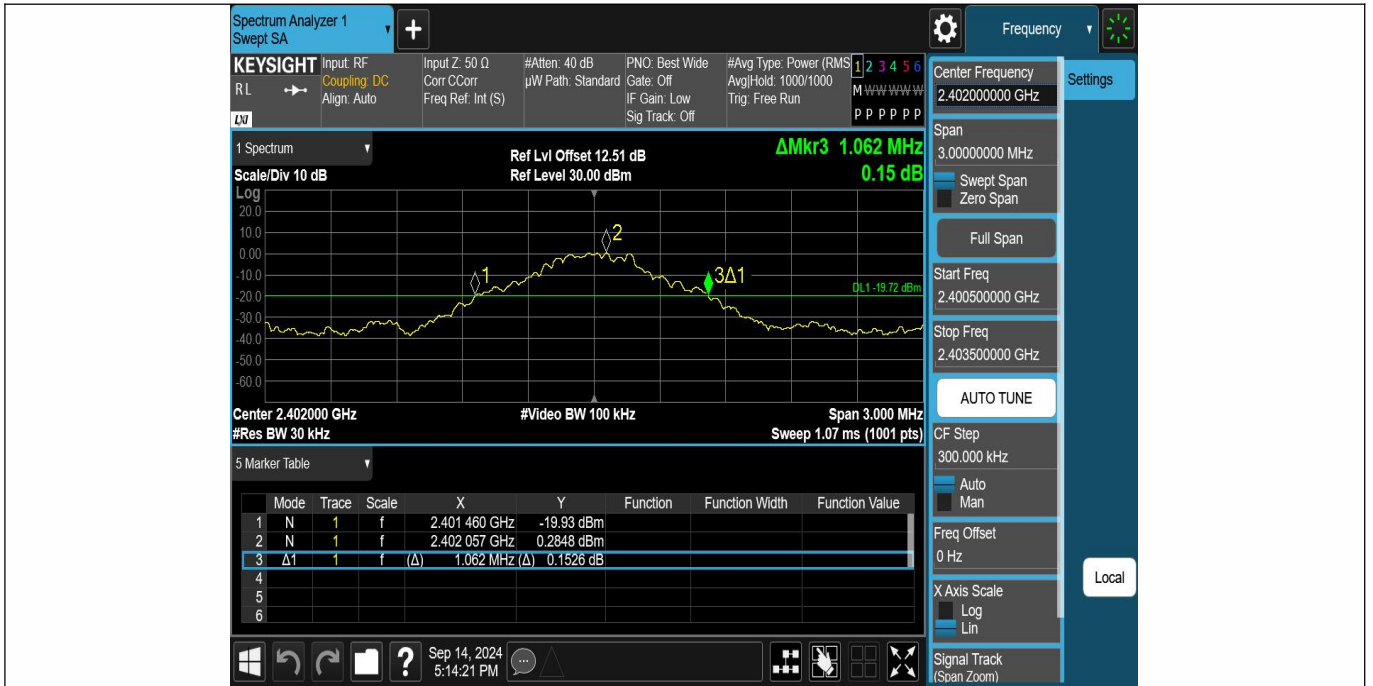 Spectrum Analyzer 1
Swept SA
+
Frequency
KEYSIGHT
RL
LXI
Input: RF
Coupling: DC
Align: Auto
Input Z: 50 Ω
Corr CCorr
Freq Ref: Int (S)
#Atten: 40 dB
µW Path: Standard
PNO: Best Wide
Gate: Off
IF Gain: Low
Sig Track: Off
#Avg Type: Power (RMS
Avg|Hold: 1000/1000
Trig: Free Run
1 2 3 4 5 6
M W W W W W
P P P P P P
1 Spectrum
Scale/Div 10 dB
Ref Lvl Offset 12.51 dB
Ref Level 30.00 dBm
ΔMkr3 1.062 MHz
0.15 dB
Log
20.0
10.0
0.00
-10.0
-20.0
-30.0
-40.0
-50.0
-60.0
1
2
3Δ1
DL1 -19.72 dBm
Center 2.402000 GHz
#Video BW 100 kHz
Span 3.000 MHz
#Res BW 30 kHz
Sweep 1.07 ms (1001 pts)
5 Marker Table
Mode Trace Scale X Y Function Function Width Function Value
1 N 1 f 2.401 460 GHz -19.93 dBm
2 N 1 f 2.402 057 GHz 0.2848 dBm
3 Δ1 1 f (Δ) 1.062 MHz (Δ) 0.1526 dB
4
5
6
?
Sep 14, 2024
5:14:21 PM
Center Frequency
2.402000000 GHz
Settings
Span
3.00000000 MHz
Swept Span
Zero Span
Full Span
Start Freq
2.400500000 GHz
Stop Freq
2.403500000 GHz
AUTO TUNE
CF Step
300.000 kHz
Auto
Man
Freq Offset
0 Hz
Local
X Axis Scale
Log
Lin
Signal Track
(Span Zoom)